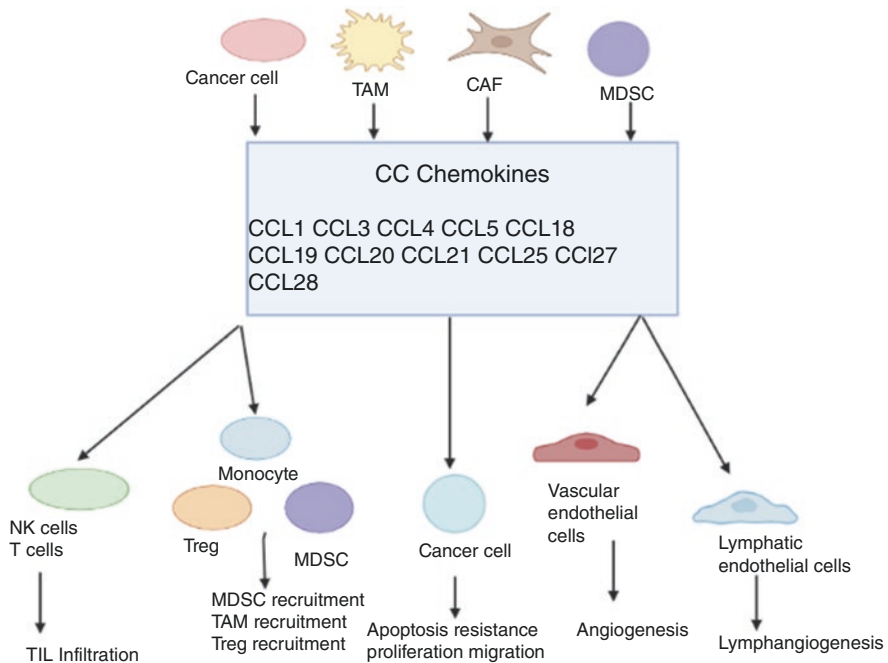 Cancer cell
TAM
CAF
MDSC
CC Chemokines
CCL1 CCL3 CCL4 CCL5 CCL18
CCL19 CCL20 CCL21 CCL25 CCl27
CCL28
NK cells
T cells
TIL Infiltration
Monocyte
Treg
MDSC
MDSC recruitment
TAM recruitment
Treg recruitment
Cancer cell
Apoptosis resistance
proliferation migration
Vascular
endothelial
cells
Angiogenesis
Lymphatic
endothelial cells
Lymphangiogenesis